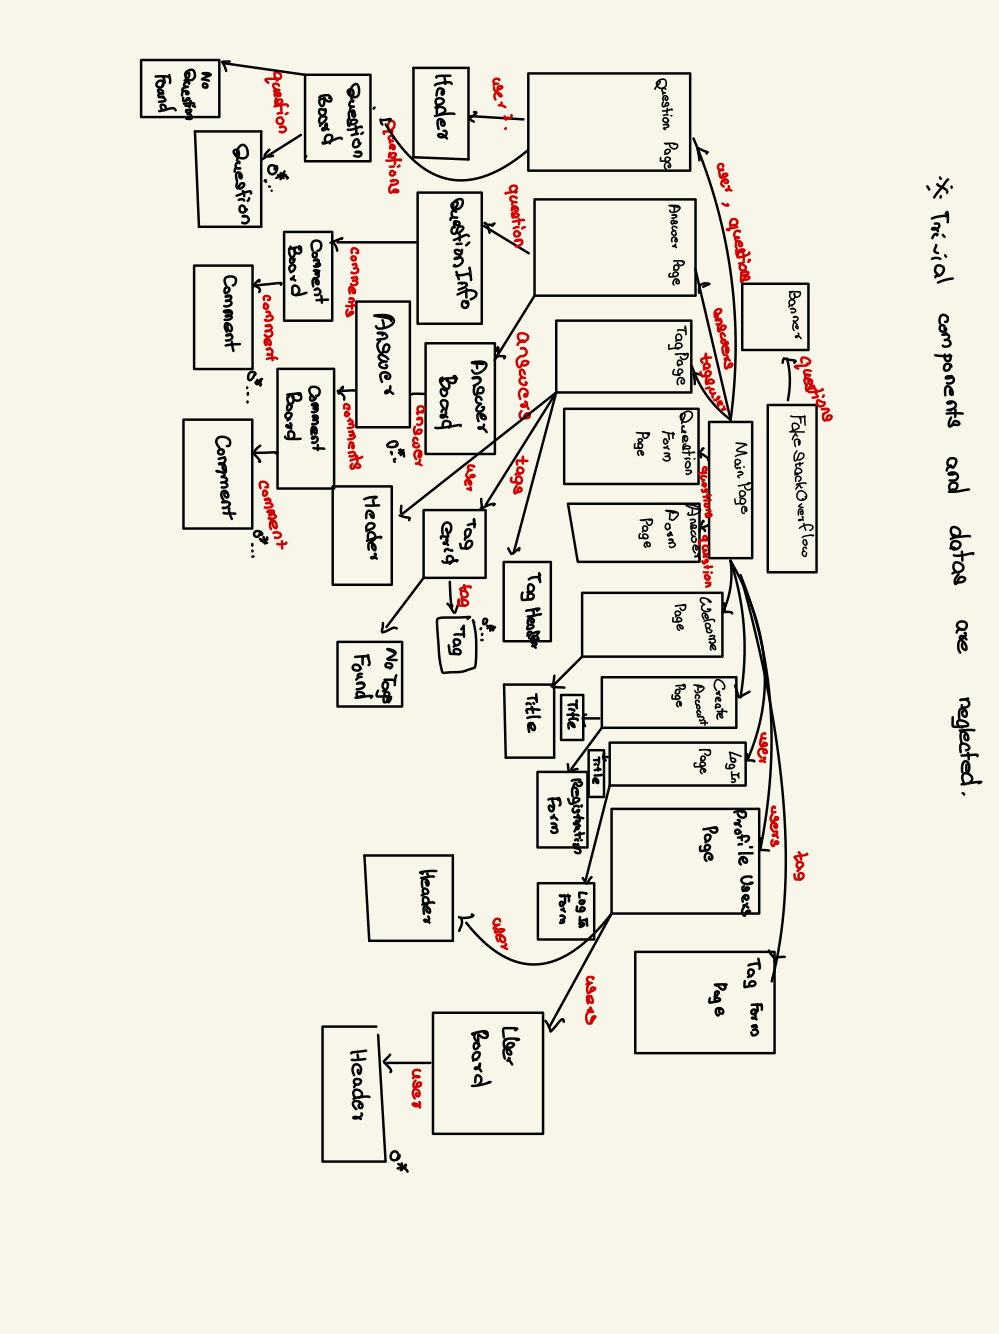 ※ Trivial components and datas are neglected.
FakeStackOverflow
questions
Banner
Main Page
user, questions
answers
tags, user
question
question
user
users
tag
Question
Page
Answer
Page
Tag Page
Question
Form
Page
Answer
Form
Page
Welcome
Page
Create
Account
Page
Log In
Page
Profile Users
Page
Tag Form
Page
user
Header
Questions
Question
Board
question
No
Question
Found
Question
0* ...
question
Question Info
comments
Comment
Board
comment
Comment
0* ...
answers
Answer
Board
answer
Answer
0* ..
comments
Comment
Board
Comment
Comment
0* ...
user
Header
tags
Tag
Grid
tag
Tag
0* ...
No Tags
Found
Tag Header
Title
Title
Registration
Form
Title
Log In
Form
user
Header
users
User
Board
user
Header
0*